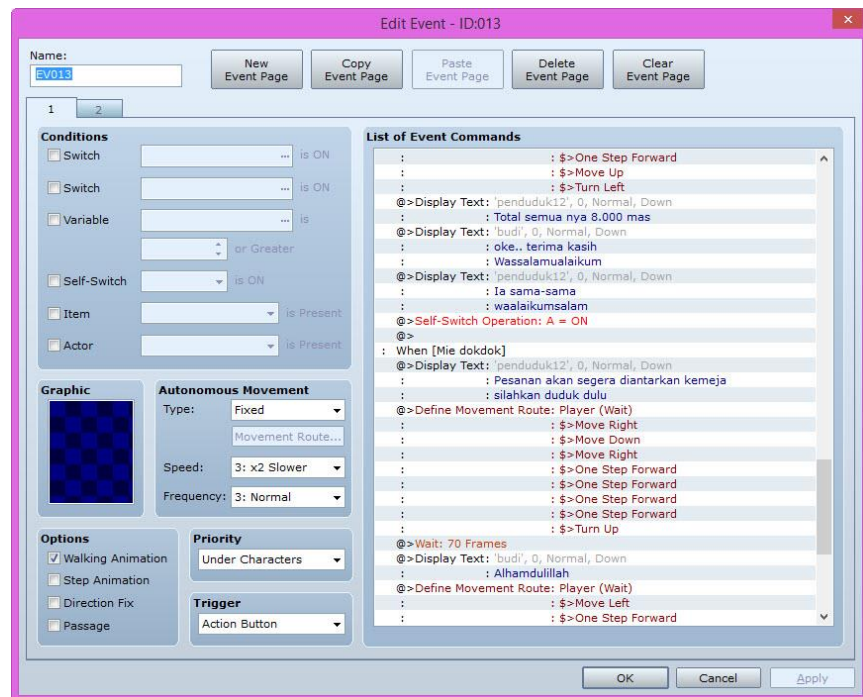 Edit Event - ID:013
Name:
EV013
New Event Page
Copy Event Page
Paste Event Page
Delete Event Page
Clear Event Page
1
2
Conditions
Switch ... is ON
Switch ... is ON
Variable ... is
or Greater
Self-Switch is ON
Item is Present
Actor is Present
Graphic
Autonomous Movement
Type: Fixed
Movement Route...
Speed: 3: x2 Slower
Frequency: 3: Normal
Options
Walking Animation
Step Animation
Direction Fix
Passage
Priority
Under Characters
Trigger
Action Button
List of Event Commands
: : $>One Step Forward
: : $>Move Up
: : $>Turn Left
@>Display Text: 'penduduk12', 0, Normal, Down
: : Total semua nya 8.000 mas
@>Display Text: 'budi', 0, Normal, Down
: : oke.. terima kasih
: : Wassalamualaikum
@>Display Text: 'penduduk12', 0, Normal, Down
: : Ia sama-sama
: : waalaikumsalam
@>Self-Switch Operation: A = ON
@>
: When [Mie dokdok]
@>Display Text: 'penduduk12', 0, Normal, Down
: : Pesanan akan segera diantarkan kemeja
: : silahkan duduk dulu
@>Define Movement Route: Player (Wait)
: : $>Move Right
: : $>Move Down
: : $>Move Right
: : $>One Step Forward
: : $>One Step Forward
: : $>One Step Forward
: : $>One Step Forward
: : $>Turn Up
@>Wait: 70 Frames
@>Display Text: 'budi', 0, Normal, Down
: : Alhamdulillah
@>Define Movement Route: Player (Wait)
: : $>Move Left
: : $>One Step Forward
OK
Cancel
Apply